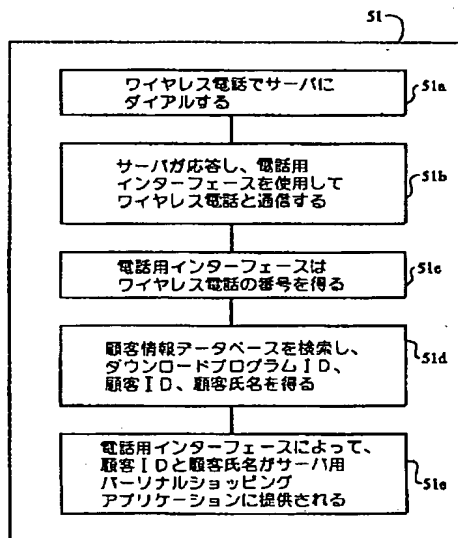 51
ワイヤレス電話でサーバに
ダイアルする
51a
サーバが応答し、電話用
インターフェースを使用して
ワイヤレス電話と通信する
51b
電話用インターフェースは
ワイヤレス電話の番号を得る
51c
顧客情報データベースを検索し、
ダウンロードプログラムID、
顧客ID、顧客氏名を得る
51d
電話用インターフェースによって、
顧客IDと顧客氏名がサーバ用
パーソナルショッピング
アプリケーションに提供される
51e